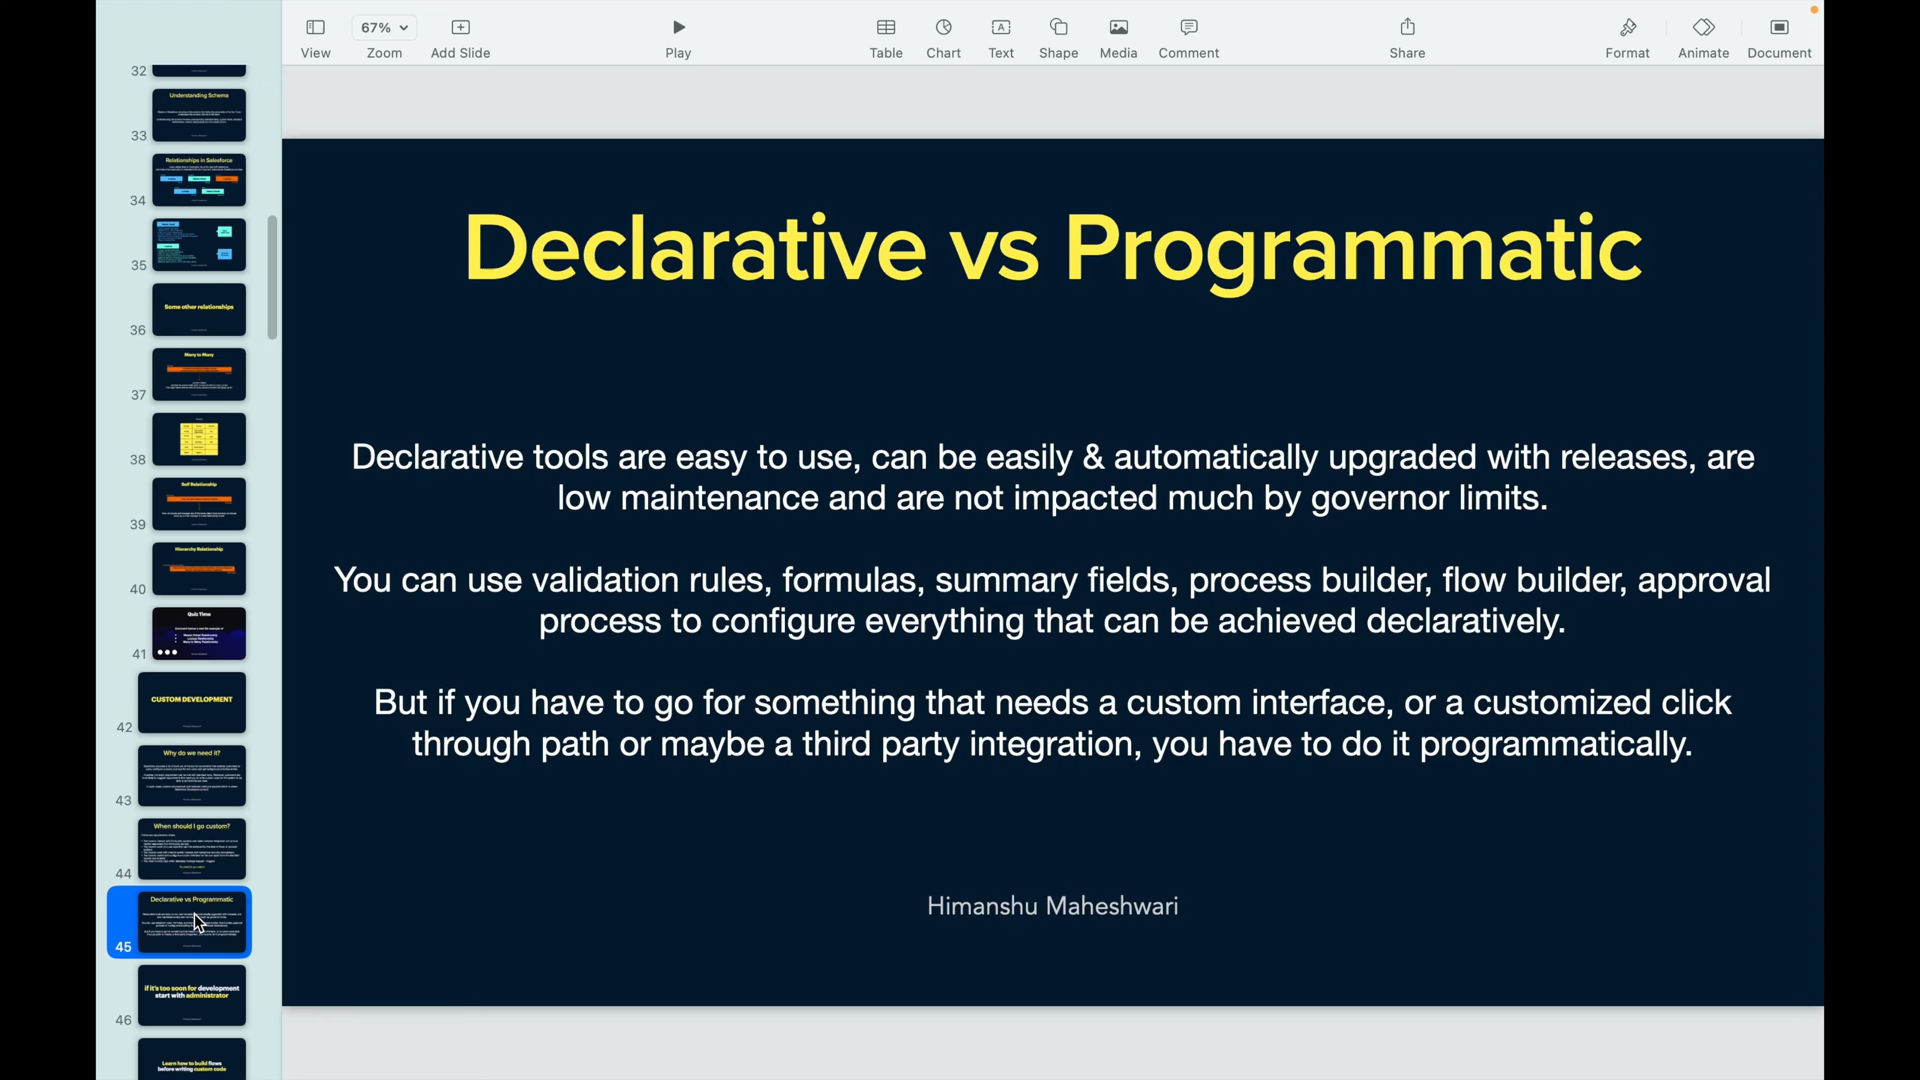 67%
View
Zoom
Add Slide
Play
Table
Chart
Text
Shape
Media
Comment
Share
Format
Animate
Document
32
Understanding Schema
33
Relationships in Salesforce
34
35
Some other relationships
36
Many to Many
37
38
Self Relationship
39
Hierarchy Relationship
40
Quiz Time
41
CUSTOM DEVELOPMENT
42
Why do we need it?
43
When should I go custom?
44
Declarative vs Programmatic
45
if it's too soon for development
start with administrator
46
Learn how to build flows
before writing custom code
Declarative vs Programmatic
Declarative tools are easy to use, can be easily & automatically upgraded with releases, are
low maintenance and are not impacted much by governor limits.
You can use validation rules, formulas, summary fields, process builder, flow builder, approval
process to configure everything that can be achieved declaratively.
But if you have to go for something that needs a custom interface, or a customized click
through path or maybe a third party integration, you have to do it programmatically.
Himanshu Maheshwari